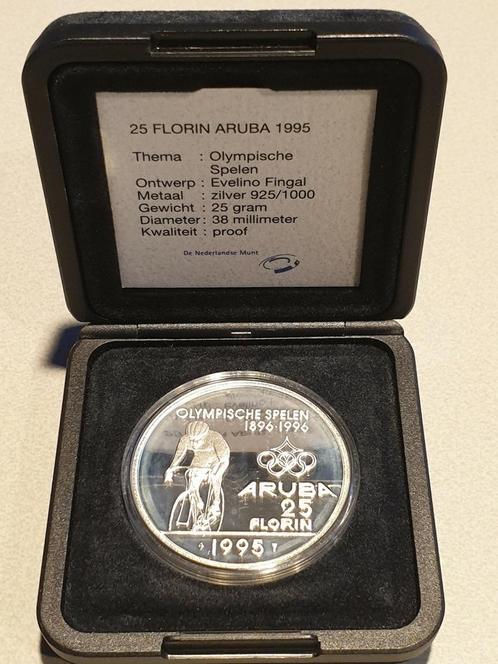 25 FLORIN ARUBA 1995
Thema : Olympische
Spelen
Ontwerp : Evelino Fingal
Metaal : zilver 925/1000
Gewicht : 25 gram
Diameter : 38 millimeter
Kwaliteit : proof
De Nederlandse Munt
OLYMPISCHE SPELEN
1896·1996
ARUBA
25
FLORIN
1995